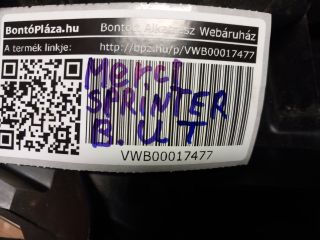 BontóPláza.hu Bontó Alkatrész Webáruház
A termék linkje: http://bpz.hu/p/VWB00017477
Merci
SPRINTER
B. U T
VWB00017477